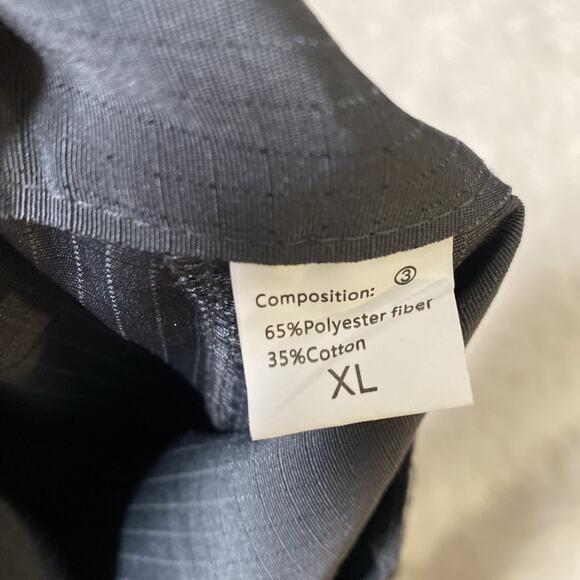 Composition: ③
65%Polyester fiber
35%Cotton
XL